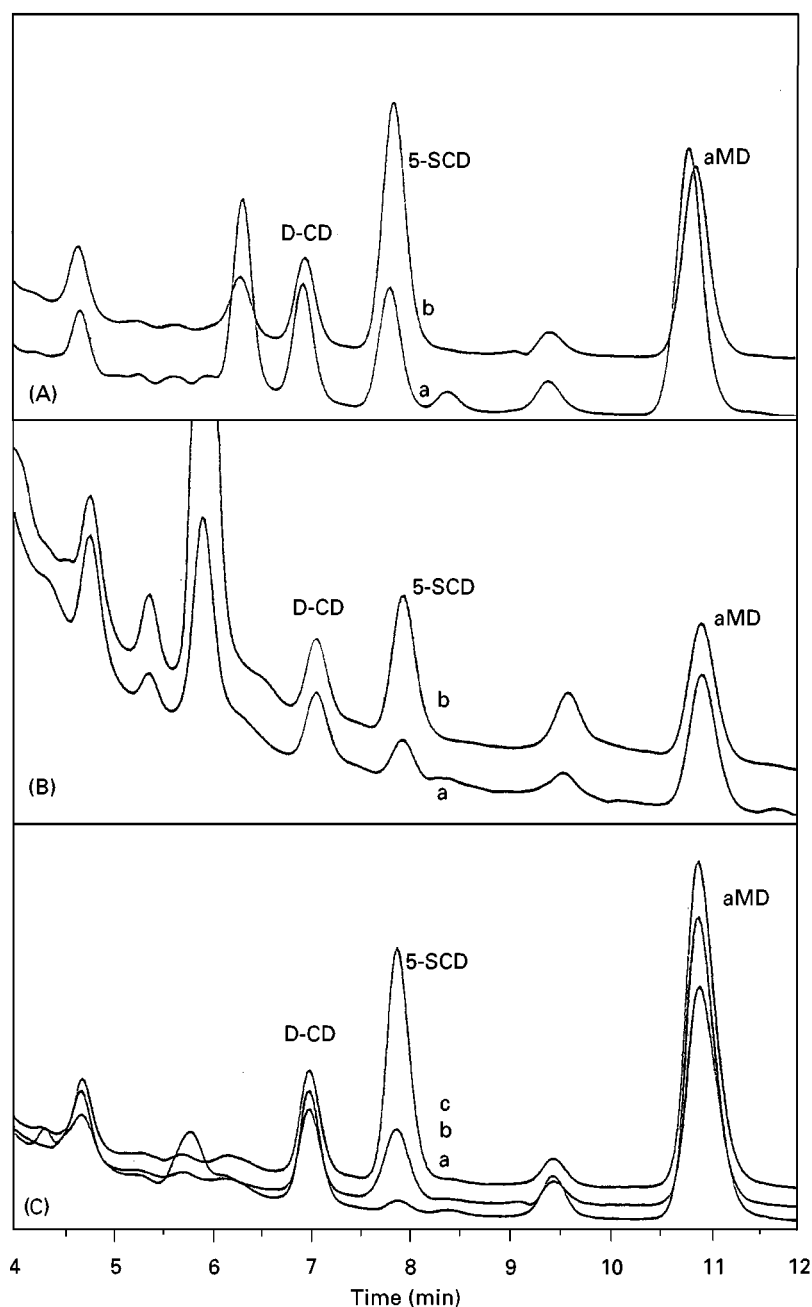 5-SCD
aMD
D-CD
b
a
(A)
5-SCD
D-CD
aMD
b
a
(B)
aMD
5-SCD
D-CD
c
b
a
(C)
4 5 6 7 8 9 10 11 12
Time (min)